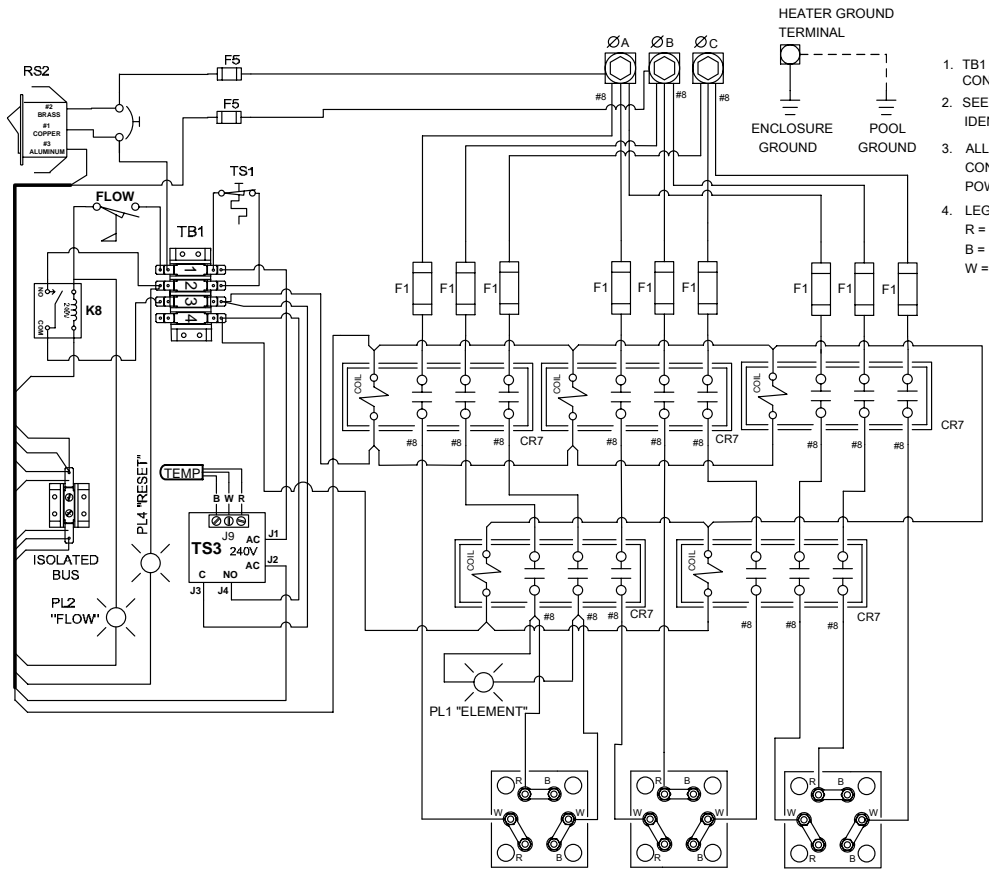 HEATER GROUND
TERMINAL
ØA
ØB
ØC
F5
#8
#8
#8
RS2
#2
BRASS
#1
COPPER
#3
ALUMINUM
F5
ENCLOSURE
GROUND
POOL
GROUND
1. TB1
CON
2. SEE
IDEN
3. ALL
CON
POW
4. LEG
R =
B =
W =
FLOW
TS1
TB1
1
2
3
4
NO
COM
240V
K8
F1
F1
F1
F1
F1
F1
F1
F1
F1
COIL
COIL
COIL
#8
#8
CR7
#8
#8
CR7
#8
#8
CR7
TEMP
B W R
J9
TS3
240V
AC
J1
AC
J2
C
NO
J3
J4
PL4 "RESET"
ISOLATED
BUS
PL2
"FLOW"
COIL
COIL
#8
#8
CR7
#8
#8
CR7
PL1 "ELEMENT"
R
B
W
W
R
B
R
B
W
W
R
B
R
B
W
W
R
B